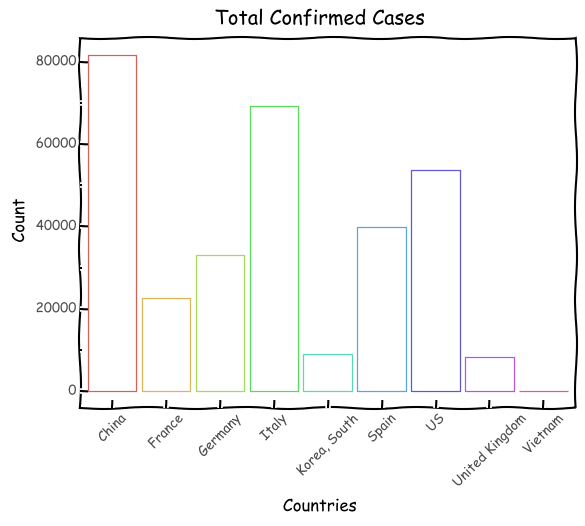 Total Confirmed Cases
80000
60000
40000
20000
0
Count
China
France
Germany
Italy
Korea, South
Spain
US
United Kingdom
Vietnam
Countries